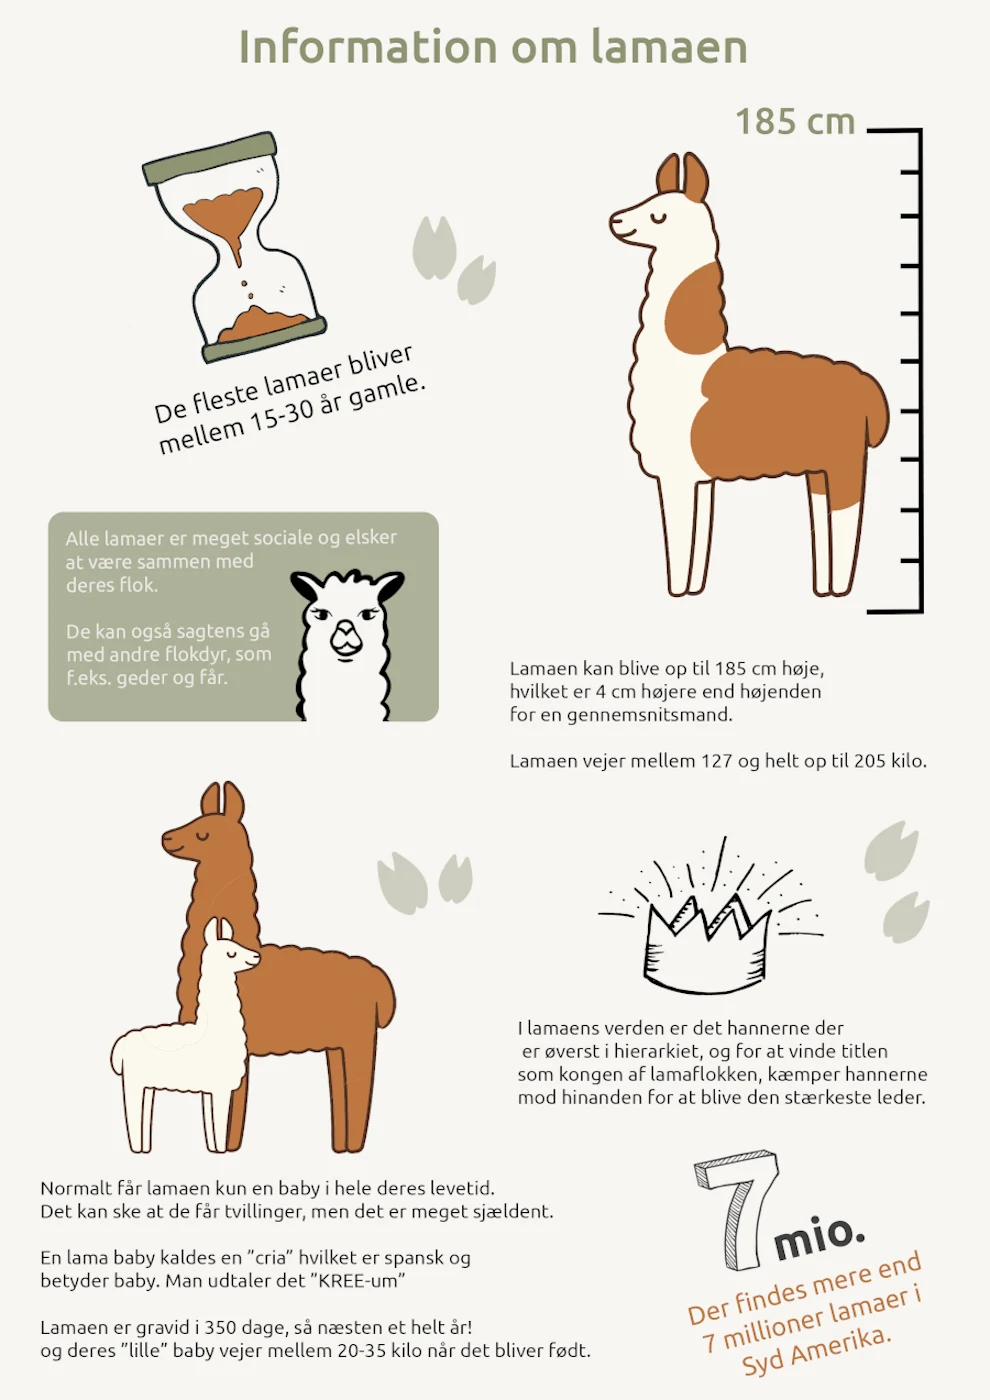 Information om lamaen
185 cm
De fleste lamaer bliver
mellem 15-30 år gamle.
Alle lamaer er meget sociale og elsker
at være sammen med
deres flok.
De kan også sagtens gå
med andre flokdyr, som
f.eks. geder og får.
Lamaen kan blive op til 185 cm høje,
hvilket er 4 cm højere end højenden
for en gennemsnitsmand.
Lamaen vejer mellem 127 og helt op til 205 kilo.
I lamaens verden er det hannerne der
er øverst i hierarkiet, og for at vinde titlen
som kongen af lamaflokken, kæmper hannerne
mod hinanden for at blive den stærkeste leder.
Normalt får lamaen kun en baby i hele deres levetid.
Det kan ske at de får tvillinger, men det er meget sjældent.
En lama baby kaldes en ”cria” hvilket er spansk og
betyder baby. Man udtaler det ”KREE-um”
Lamaen er gravid i 350 dage, så næsten et helt år!
og deres ”lille” baby vejer mellem 20-35 kilo når det bliver født.
7 mio.
Der findes mere end
7 millioner lamaer i
Syd Amerika.